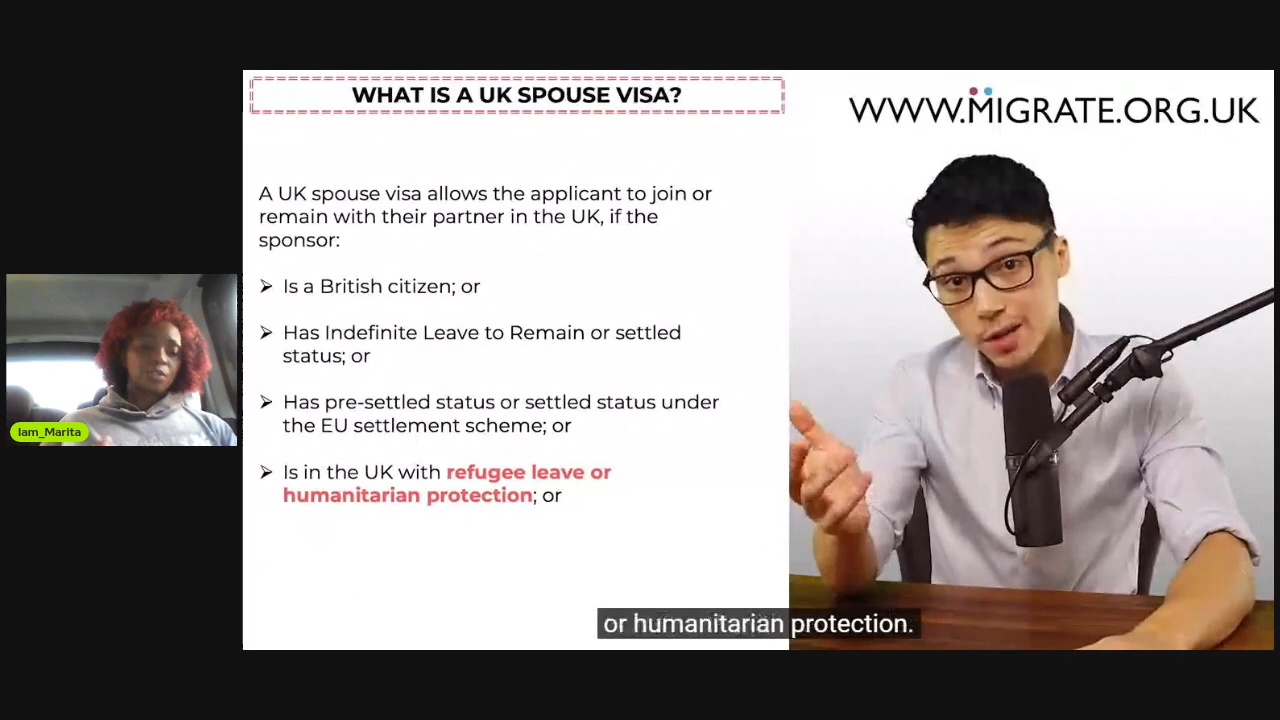 WHAT IS A UK SPOUSE VISA?
WWW.MIGRATE.ORG.UK
A UK spouse visa allows the applicant to join or
remain with their partner in the UK, if the
sponsor:
➢ Is a British citizen; or
➢ Has Indefinite Leave to Remain or settled
status; or
➢ Has pre-settled status or settled status under
the EU settlement scheme; or
➢ Is in the UK with refugee leave or
humanitarian protection; or
Iam_Marita
or humanitarian protection.